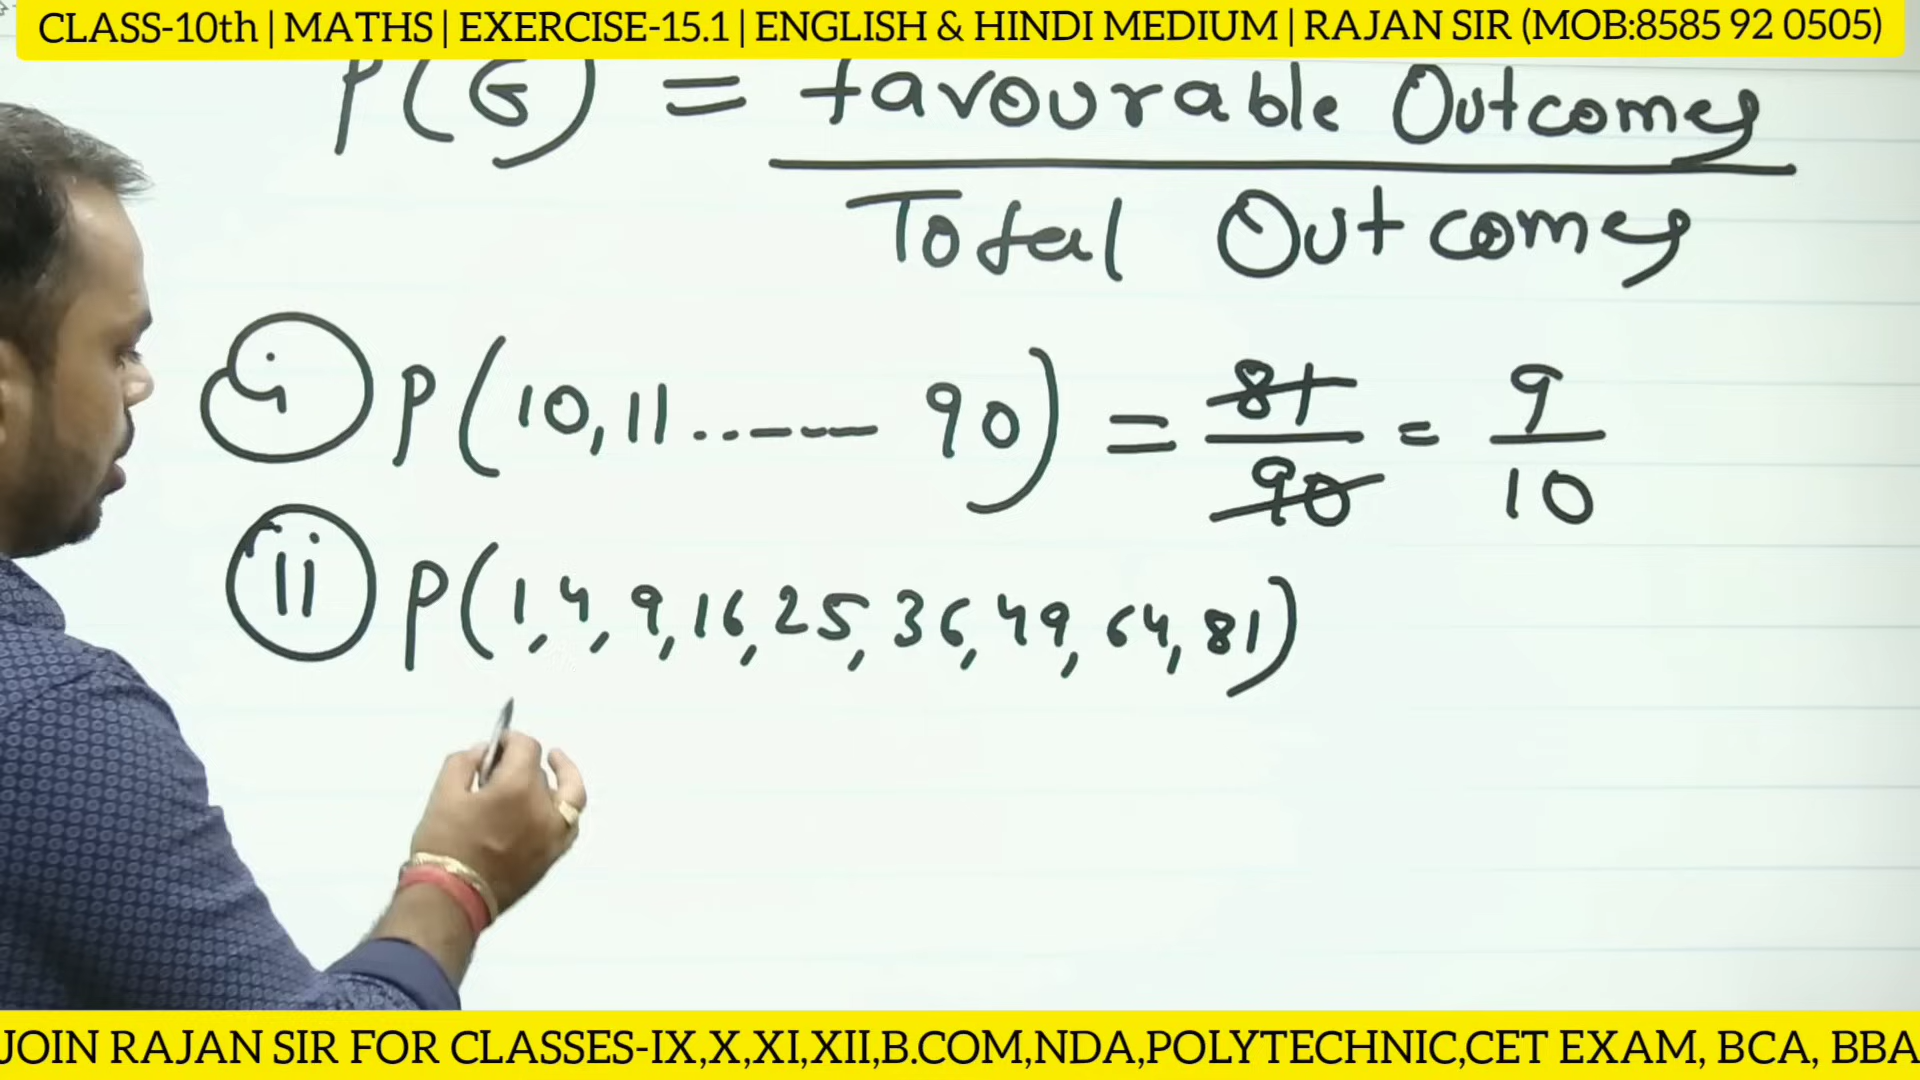 CLASS-10th | MATHS | EXERCISE-15.1 | ENGLISH & HINDI MEDIUM | RAJAN SIR (MOB:8585 92 0505)
P(E) = favourable Outcomes
Total Outcomes
i P(10,11..--- 90) = 81/90 = 9/10
ii P(1,4,9,16,25,36,49,64,81)
JOIN RAJAN SIR FOR CLASSES-IX,X,XI,XII,B.COM,NDA,POLYTECHNIC,CET EXAM, BCA, BBA